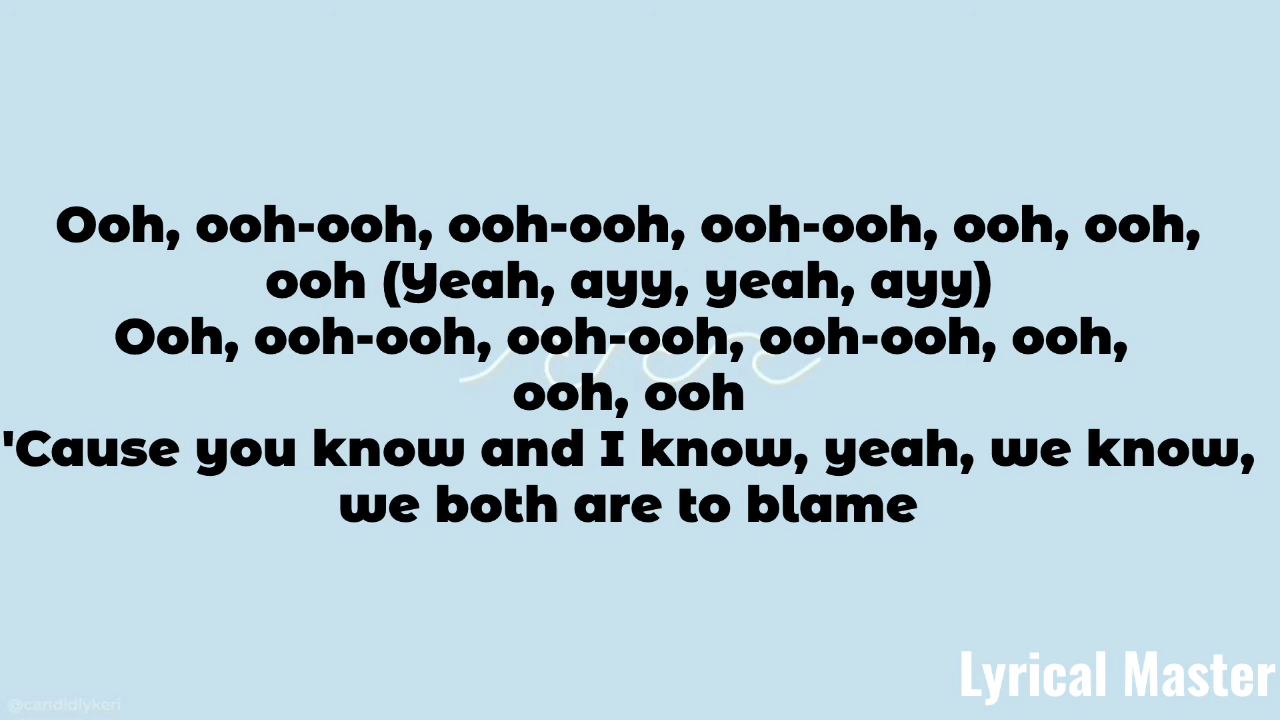 Ooh, ooh-ooh, ooh-ooh, ooh-ooh, ooh, ooh,
ooh (Yeah, ayy, yeah, ayy)
Ooh, ooh-ooh, ooh-ooh, ooh-ooh, ooh,
ooh, ooh
'Cause you know and I know, yeah, we know,
we both are to blame
Lyrical Master
@candidlykeri